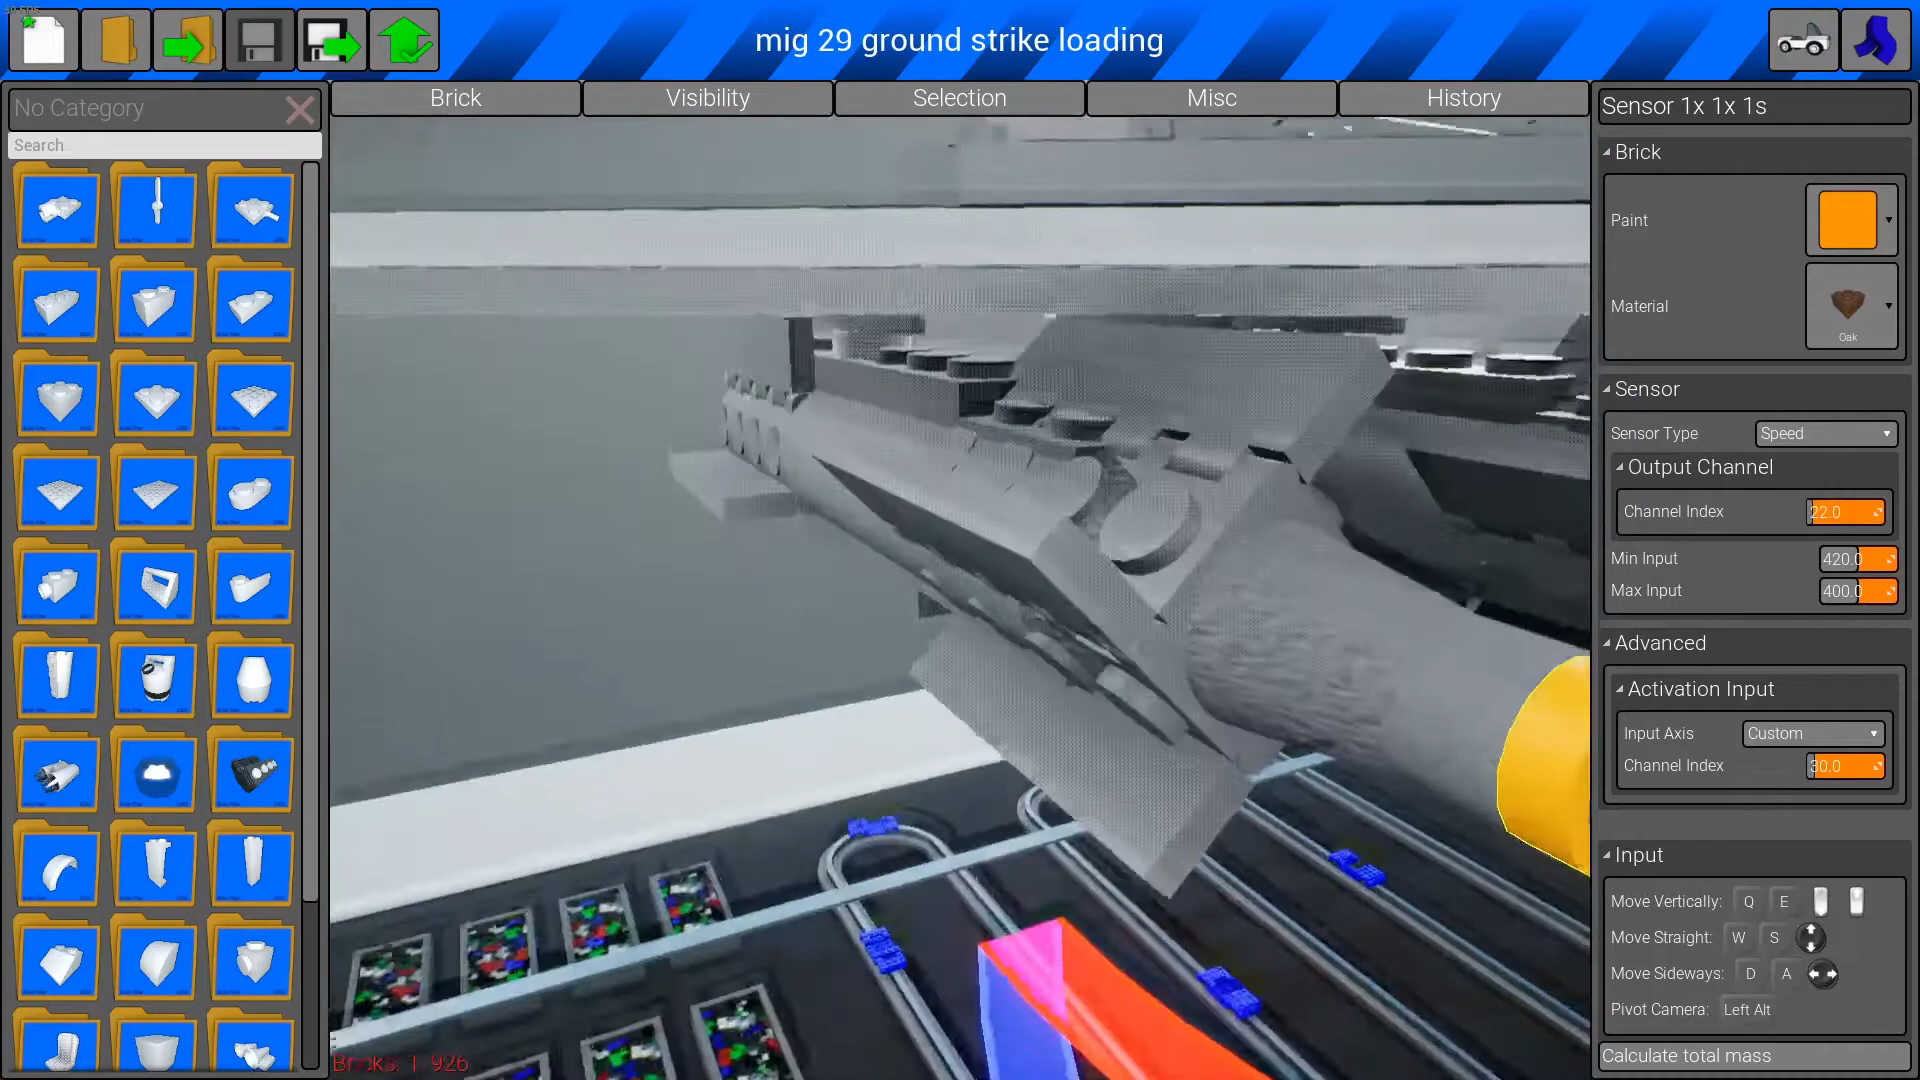 mig 29 ground strike loading
No Category
Search
Brick
Visibility
Selection
Misc
History
Sensor 1x 1x 1s
Brick
Paint
Material
Oak
Sensor
Sensor Type
Speed
Output Channel
Channel Index
22.0
Min Input
420.0
Max Input
400.0
Advanced
Activation Input
Input Axis
Custom
Channel Index
30.0
Input
Move Vertically:
Q
E
Move Straight:
W
S
Move Sideways:
D
A
Pivot Camera:
Left Alt
Calculate total mass